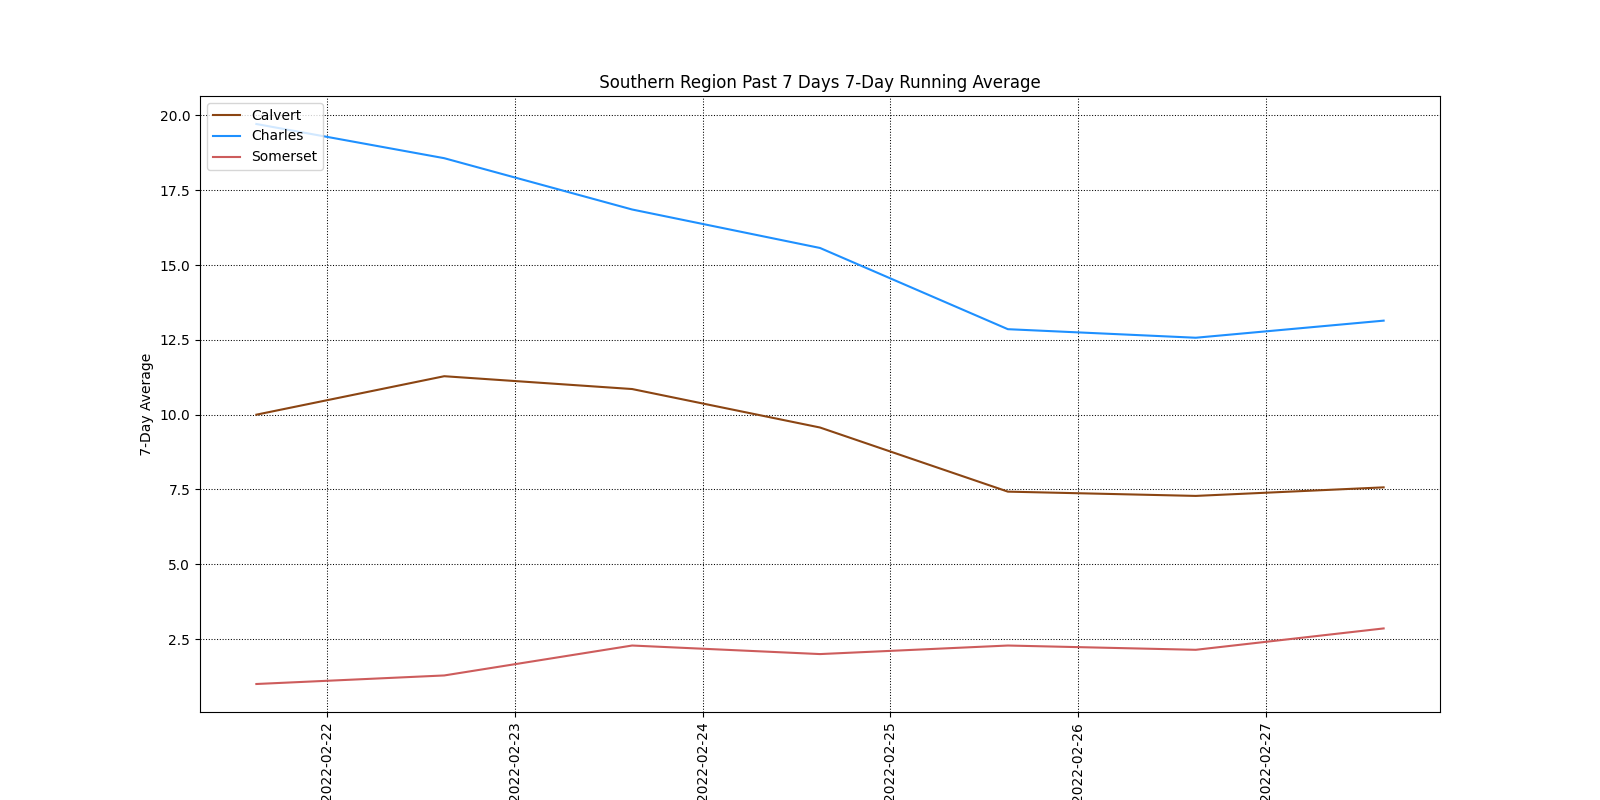 Southern Region Past 7 Days 7-Day Running Average
Calvert
Charles
Somerset
7-Day Average
20.0
17.5
15.0
12.5
10.0
7.5
5.0
2.5
2022-02-22
2022-02-23
2022-02-24
2022-02-25
2022-02-26
2022-02-27